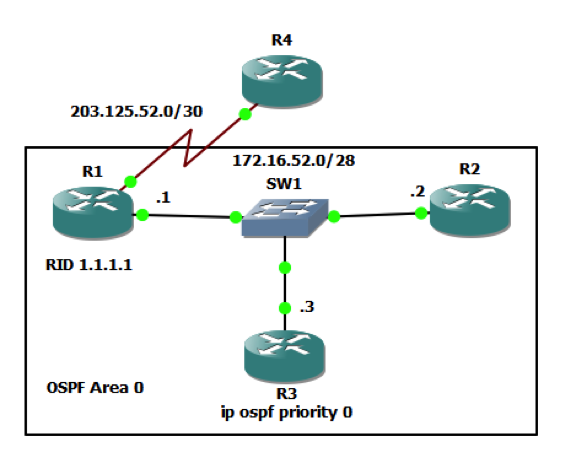 R4
203.125.52.0/30
172.16.52.0/28
R1
SW1
R2
.1
.2
RID 1.1.1.1
.3
OSPF Area 0
R3
ip ospf priority 0